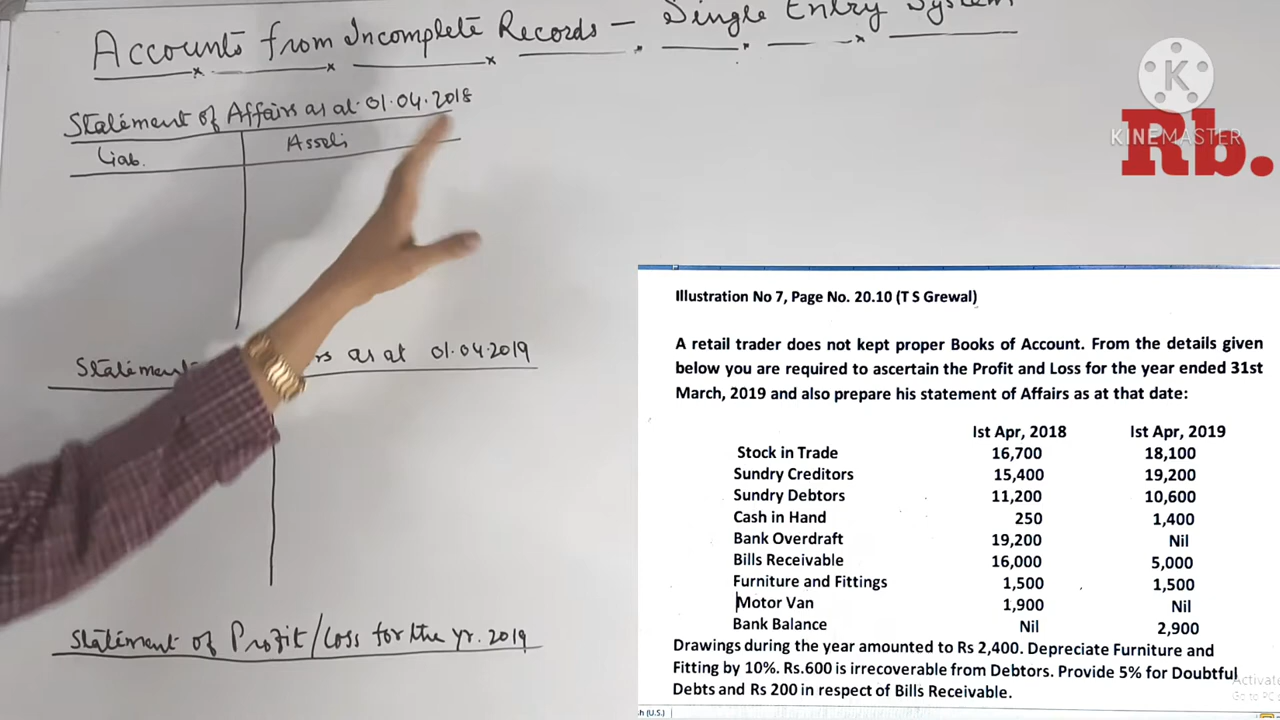 Accounts from Incomplete Records - Single Entry System
Statement of Affairs as at 01.04.2018
Liab. Assets
KINEMASTER
Rb.
Statement rs as at 01.04.2019
Statement of Profit/Loss for the yr. 2019
Illustration No 7, Page No. 20.10 (T S Grewal)
A retail trader does not kept proper Books of Account. From the details given
below you are required to ascertain the Profit and Loss for the year ended 31st
March, 2019 and also prepare his statement of Affairs as at that date:
Ist Apr, 2018 Ist Apr, 2019
Stock in Trade 16,700 18,100
Sundry Creditors 15,400 19,200
Sundry Debtors 11,200 10,600
Cash in Hand 250 1,400
Bank Overdraft 19,200 Nil
Bills Receivable 16,000 5,000
Furniture and Fittings 1,500 1,500
Motor Van 1,900 Nil
Bank Balance Nil 2,900
Drawings during the year amounted to Rs 2,400. Depreciate Furniture and
Fitting by 10%. Rs.600 is irrecoverable from Debtors. Provide 5% for Doubtful
Debts and Rs 200 in respect of Bills Receivable.
Activate
Go to PC s
h (U.S.)